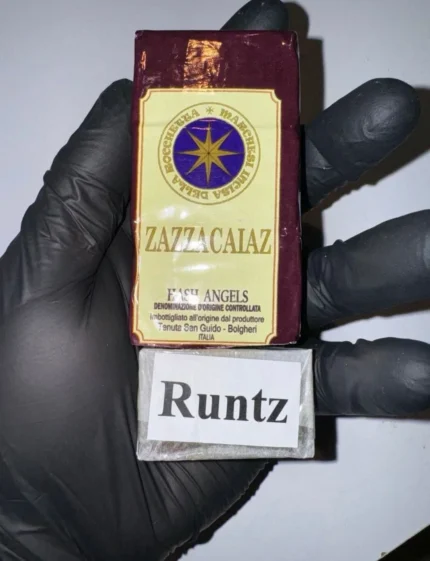 MARCHESI INCISA DELLA ROCCHETTA
ZAZZACAIAZ
HASH ANGELS
DENOMINAZIONE D'ORIGINE CONTROLLATA
Imbottigliato all'origine dal produttore
Tenuta San Guido - Bolgheri
ITALIA
Runtz